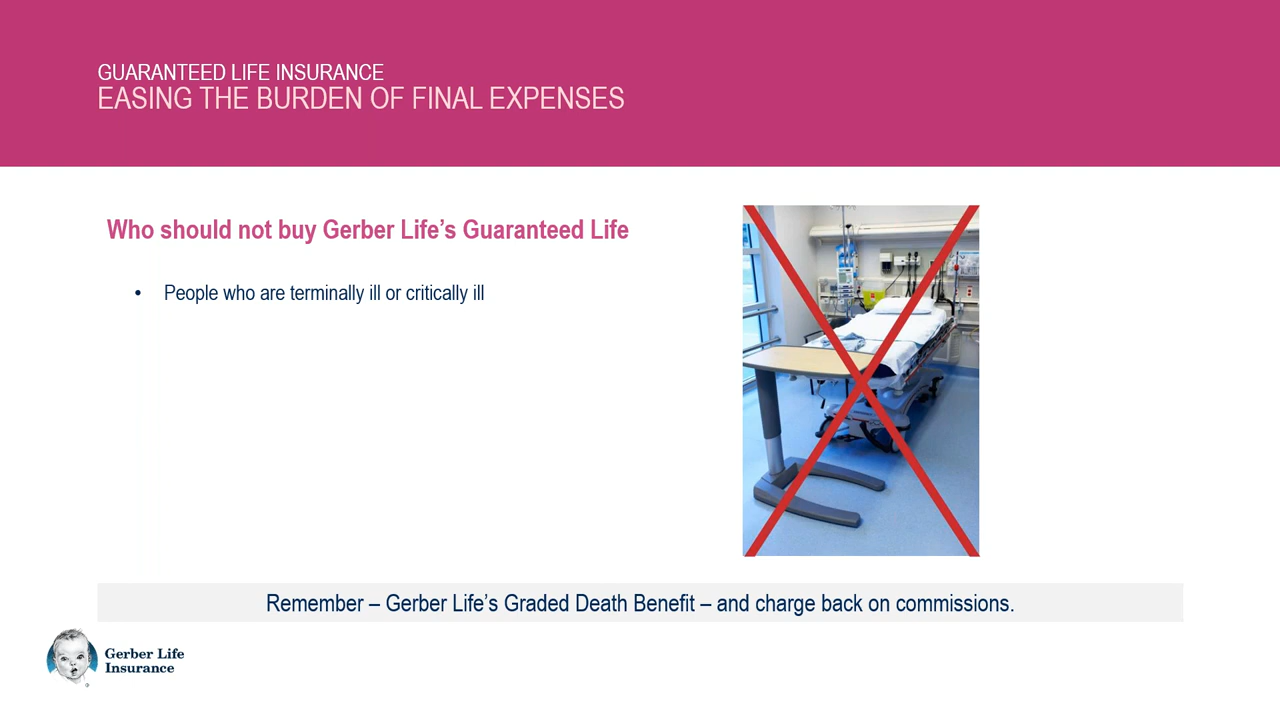 GUARANTEED LIFE INSURANCE
EASING THE BURDEN OF FINAL EXPENSES
Who should not buy Gerber Life’s Guaranteed Life
• People who are terminally ill or critically ill
Remember – Gerber Life’s Graded Death Benefit – and charge back on commissions.
Gerber Life
Insurance